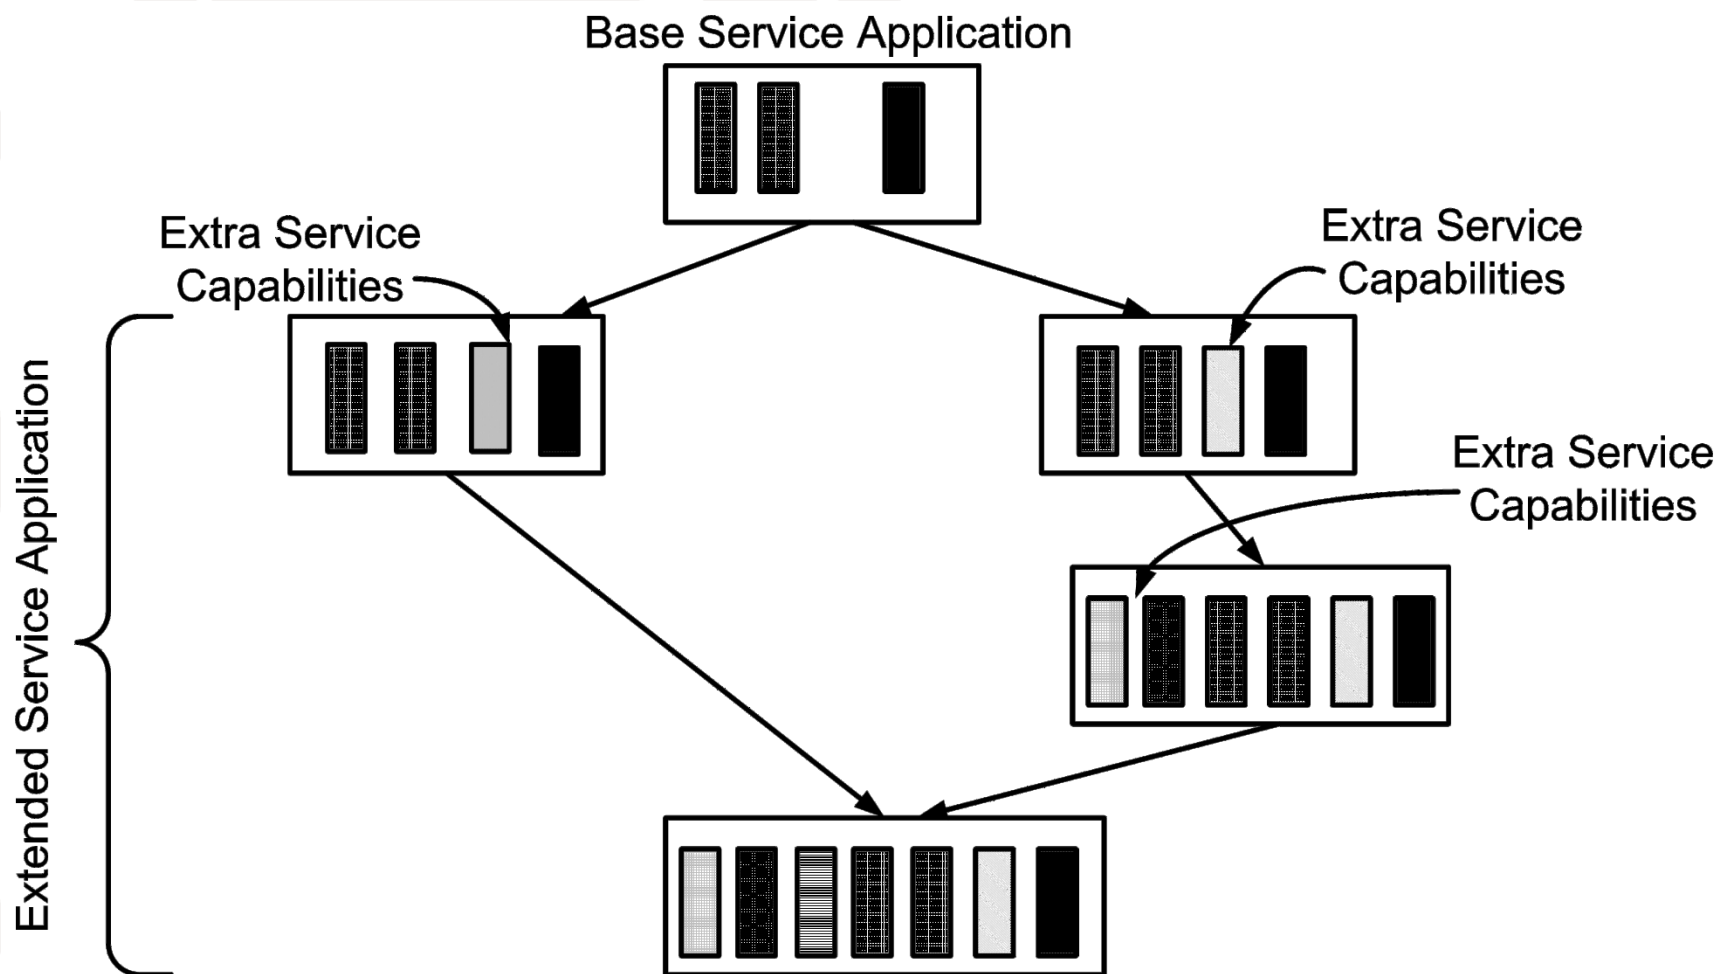 Base Service Application
Extra Service
Capabilities
Extra Service
Capabilities
Extra Service
Capabilities
Extended Service Application